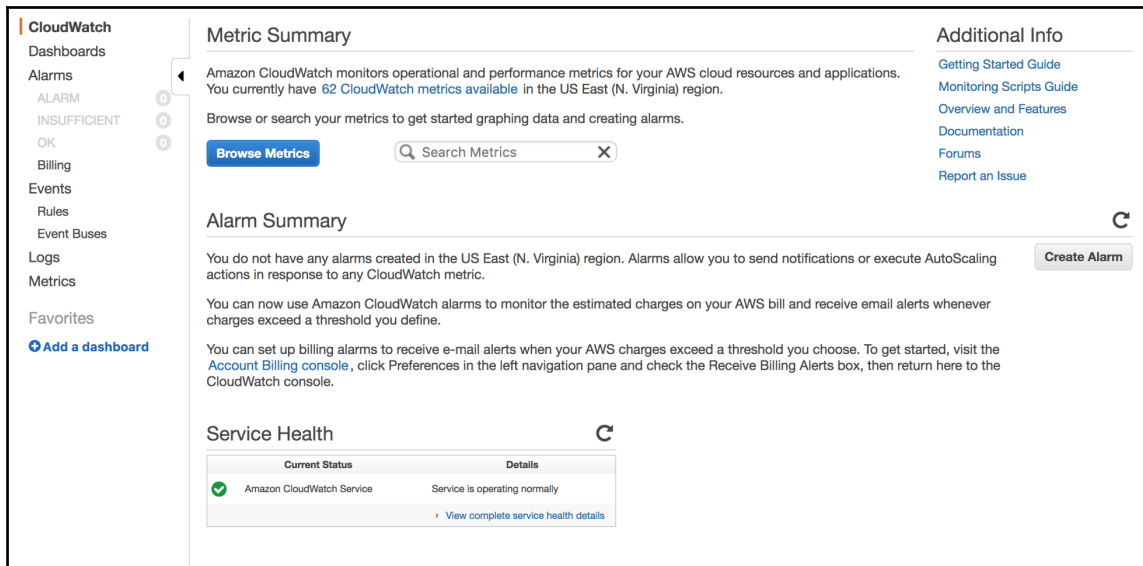 CloudWatch
Dashboards
Alarms
ALARM 0
INSUFFICIENT 0
OK 0
Billing
Events
Rules
Event Buses
Logs
Metrics
Favorites
Add a dashboard
Metric Summary
Amazon CloudWatch monitors operational and performance metrics for your AWS cloud resources and applications.
You currently have 62 CloudWatch metrics available in the US East (N. Virginia) region.
Browse or search your metrics to get started graphing data and creating alarms.
Browse Metrics
Search Metrics
Additional Info
Getting Started Guide
Monitoring Scripts Guide
Overview and Features
Documentation
Forums
Report an Issue
Alarm Summary
You do not have any alarms created in the US East (N. Virginia) region. Alarms allow you to send notifications or execute AutoScaling
actions in response to any CloudWatch metric.
Create Alarm
You can now use Amazon CloudWatch alarms to monitor the estimated charges on your AWS bill and receive email alerts whenever
charges exceed a threshold you define.
You can set up billing alarms to receive e-mail alerts when your AWS charges exceed a threshold you choose. To get started, visit the
Account Billing console, click Preferences in the left navigation pane and check the Receive Billing Alerts box, then return here to the
CloudWatch console.
Service Health
Current Status Details
Amazon CloudWatch Service Service is operating normally
View complete service health details